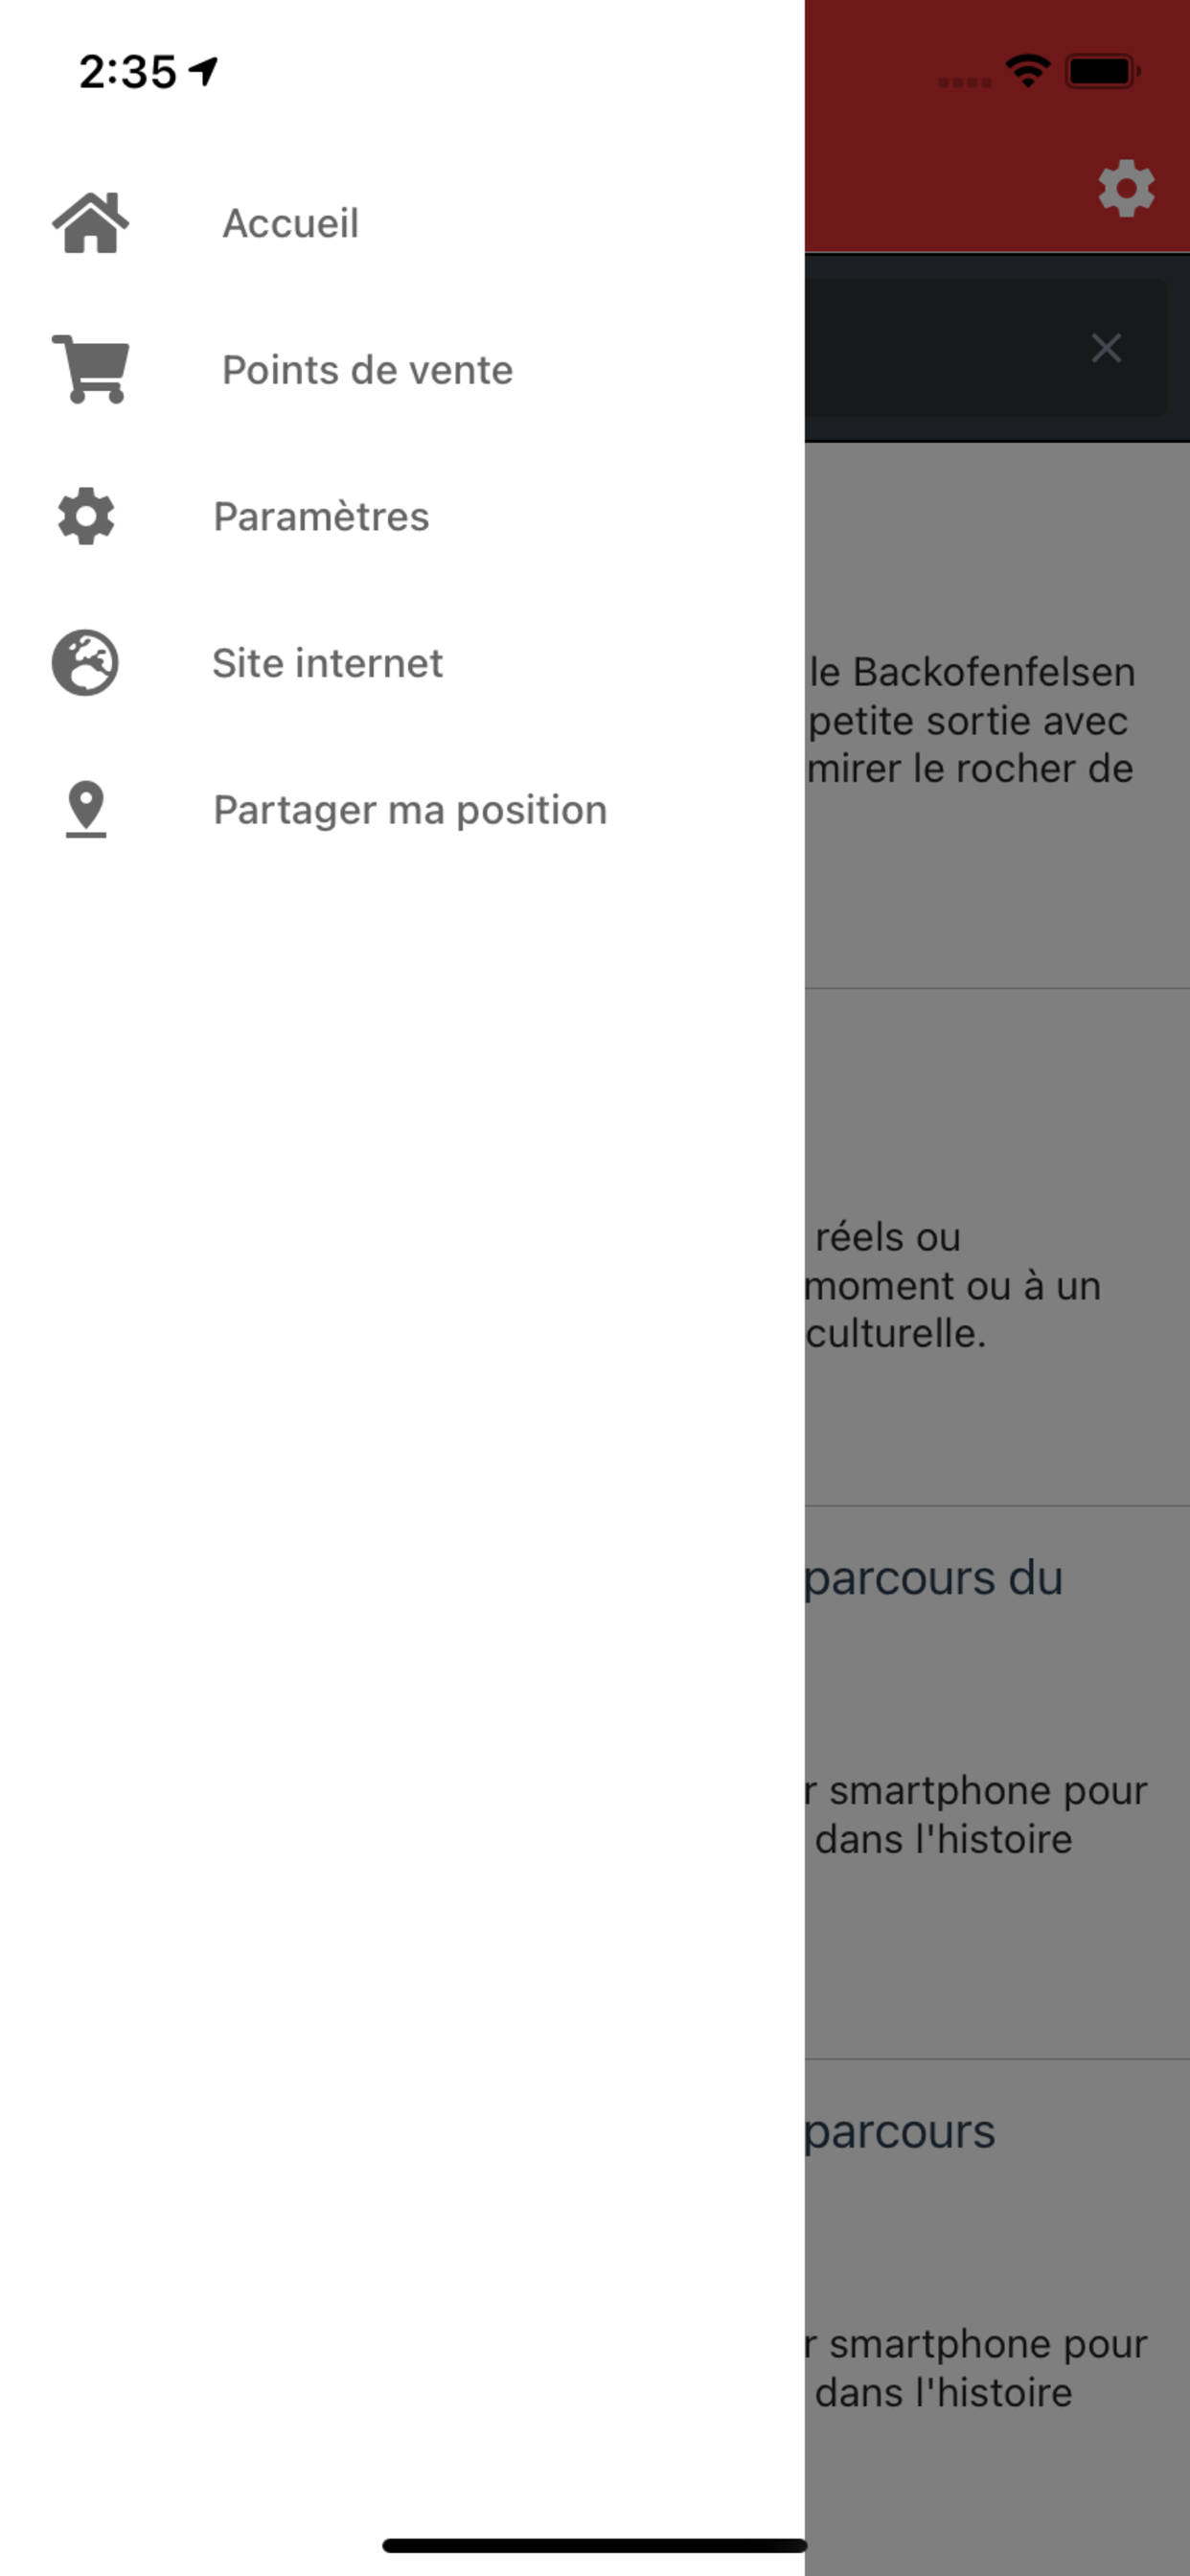 2:35
Accueil
Points de vente
Paramètres
Site internet
Partager ma position
le Backofenfelsen
petite sortie avec
mirer le rocher de
réels ou
moment ou à un
culturelle.
parcours du
r smartphone pour
dans l'histoire
parcours
r smartphone pour
dans l'histoire